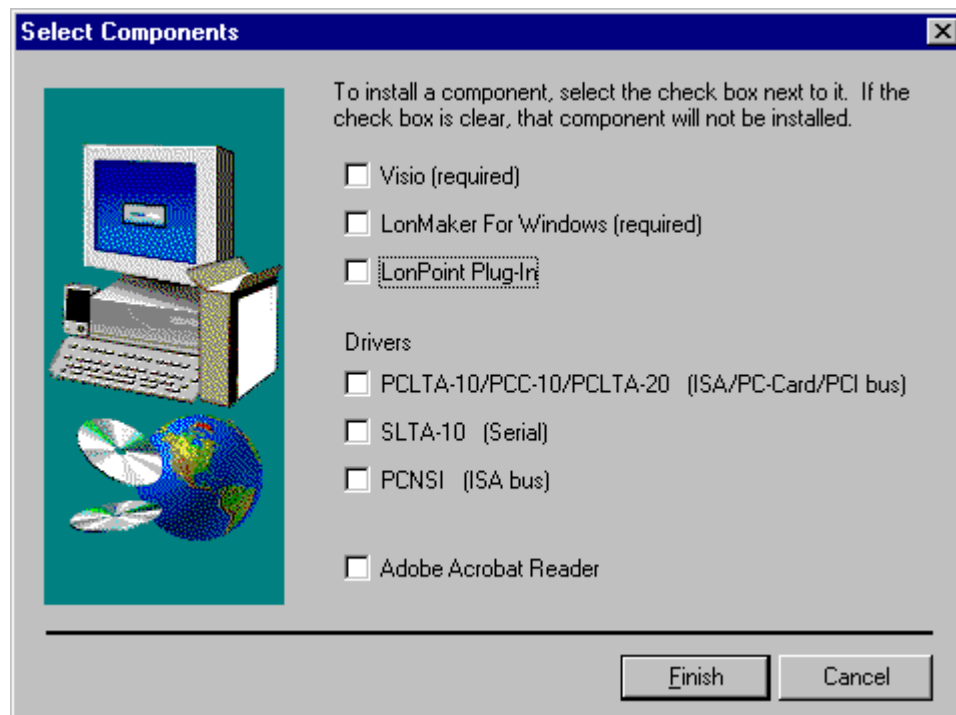 Select Components
To install a component, select the check box next to it.  If the
check box is clear, that component will not be installed.
Visio (required)
LonMaker For Windows (required)
LonPoint Plug-In
Drivers
PCLTA-10/PCC-10/PCLTA-20   (ISA/PC-Card/PCI bus)
SLTA-10   (Serial)
PCNSI   (ISA bus)
Adobe Acrobat Reader
Finish
Cancel